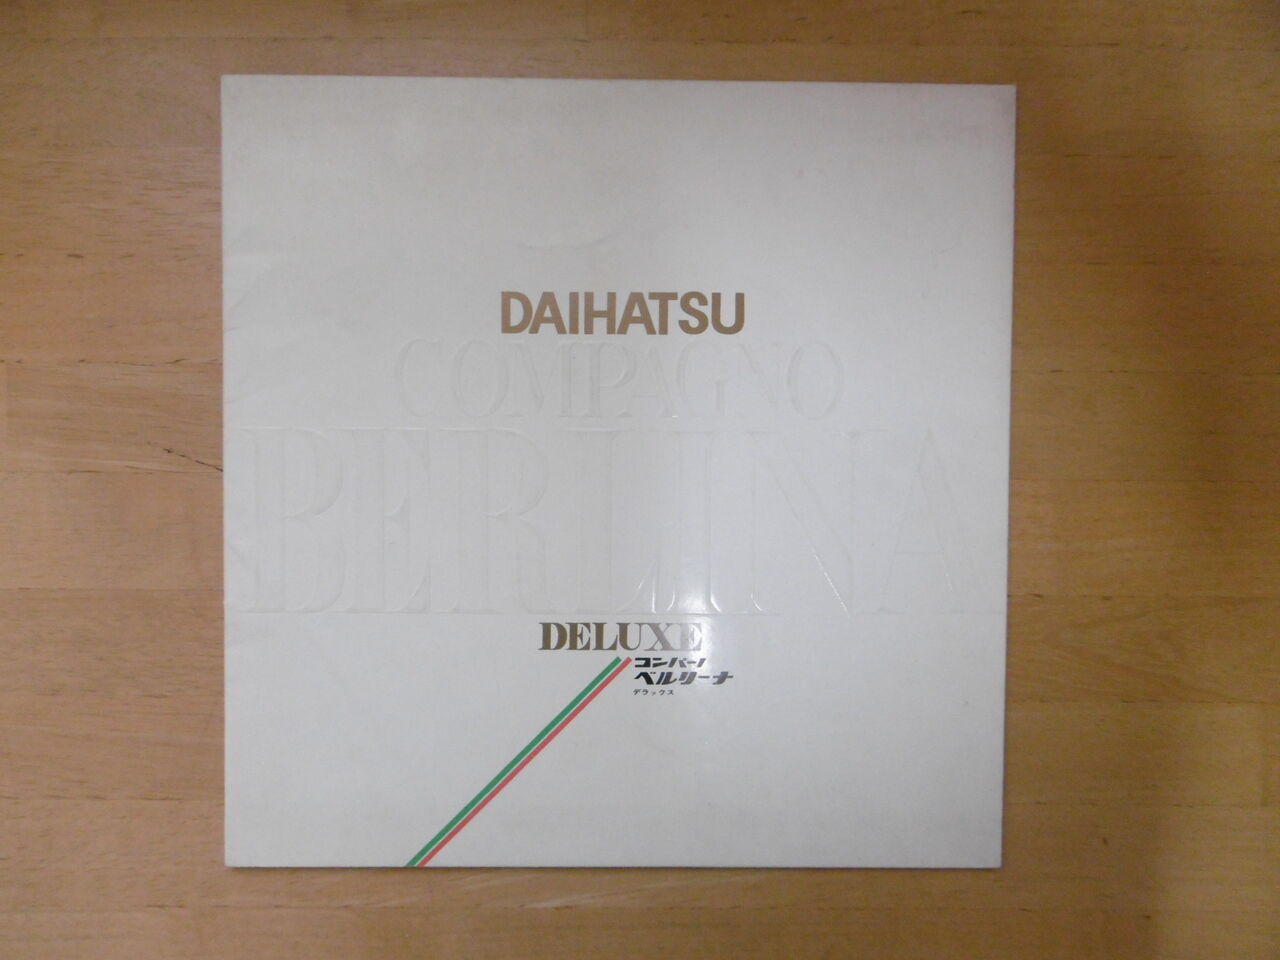 DAIHATSU
COMPAGNO
BERLINA
DELUXE
コンパーノ
ベルリーナ
デラックス